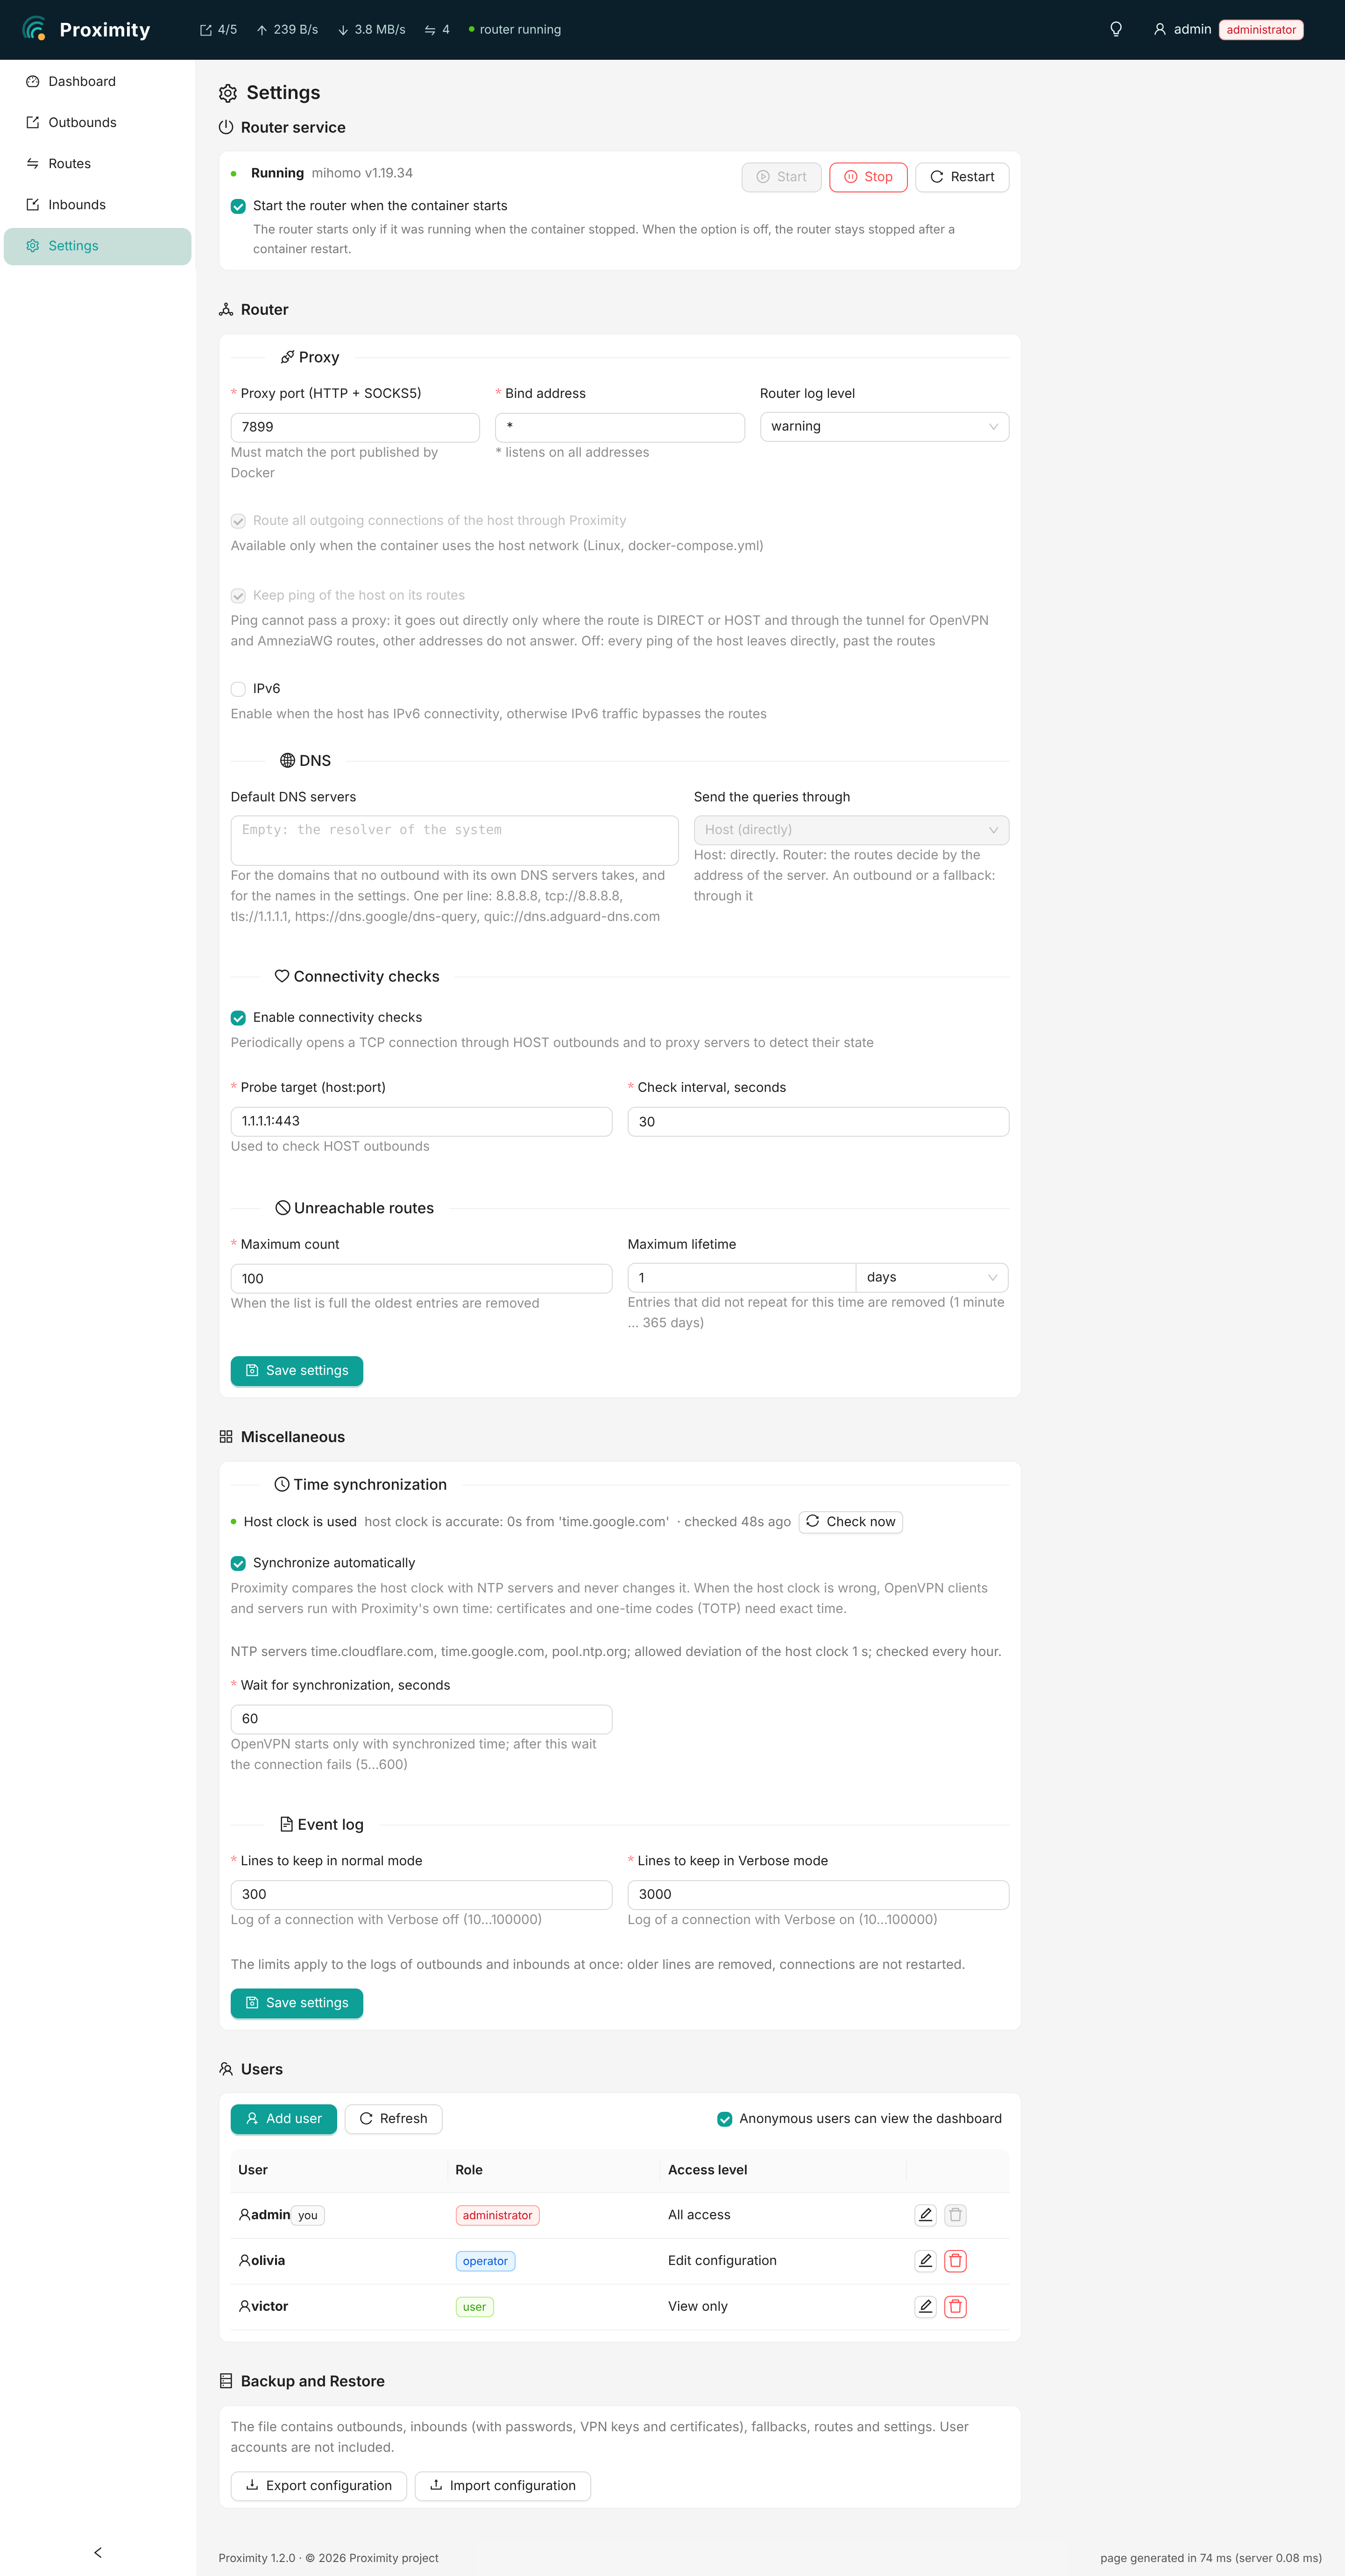 Proximity
4/5 239 B/s 3.8 MB/s 4 router running
admin administrator
Dashboard
Outbounds
Routes
Inbounds
Settings
Settings
Router service
Running mihomo v1.19.34
Start Stop Restart
Start the router when the container starts
The router starts only if it was running when the container stopped. When the option is off, the router stays stopped after a
container restart.
Router
Proxy
* Proxy port (HTTP + SOCKS5) * Bind address Router log level
7899 * warning
Must match the port published by
Docker
* listens on all addresses
Route all outgoing connections of the host through Proximity
Available only when the container uses the host network (Linux, docker-compose.yml)
Keep ping of the host on its routes
Ping cannot pass a proxy: it goes out directly only where the route is DIRECT or HOST and through the tunnel for OpenVPN
and AmneziaWG routes, other addresses do not answer. Off: every ping of the host leaves directly, past the routes
IPv6
Enable when the host has IPv6 connectivity, otherwise IPv6 traffic bypasses the routes
DNS
Default DNS servers
Empty: the resolver of the system
For the domains that no outbound with its own DNS servers takes, and
for the names in the settings. One per line: 8.8.8.8, tcp://8.8.8.8,
tls://1.1.1.1, https://dns.google/dns-query, quic://dns.adguard-dns.com
Send the queries through
Host (directly)
Host: directly. Router: the routes decide by the
address of the server. An outbound or a fallback:
through it
Connectivity checks
Enable connectivity checks
Periodically opens a TCP connection through HOST outbounds and to proxy servers to detect their state
* Probe target (host:port) * Check interval, seconds
1.1.1.1:443 30
Used to check HOST outbounds
Unreachable routes
* Maximum count Maximum lifetime
100 1 days
When the list is full the oldest entries are removed
Entries that did not repeat for this time are removed (1 minute
... 365 days)
Save settings
Miscellaneous
Time synchronization
Host clock is used host clock is accurate: 0s from 'time.google.com' · checked 48s ago Check now
Synchronize automatically
Proximity compares the host clock with NTP servers and never changes it. When the host clock is wrong, OpenVPN clients
and servers run with Proximity's own time: certificates and one-time codes (TOTP) need exact time.
NTP servers time.cloudflare.com, time.google.com, pool.ntp.org; allowed deviation of the host clock 1 s; checked every hour.
* Wait for synchronization, seconds
60
OpenVPN starts only with synchronized time; after this wait
the connection fails (5...600)
Event log
* Lines to keep in normal mode * Lines to keep in Verbose mode
300 3000
Log of a connection with Verbose off (10...100000) Log of a connection with Verbose on (10...100000)
The limits apply to the logs of outbounds and inbounds at once: older lines are removed, connections are not restarted.
Save settings
Users
Add user Refresh Anonymous users can view the dashboard
User Role Access level
admin you administrator All access
olivia operator Edit configuration
victor user View only
Backup and Restore
The file contains outbounds, inbounds (with passwords, VPN keys and certificates), fallbacks, routes and settings. User
accounts are not included.
Export configuration Import configuration
Proximity 1.2.0 · © 2026 Proximity project page generated in 74 ms (server 0.08 ms)